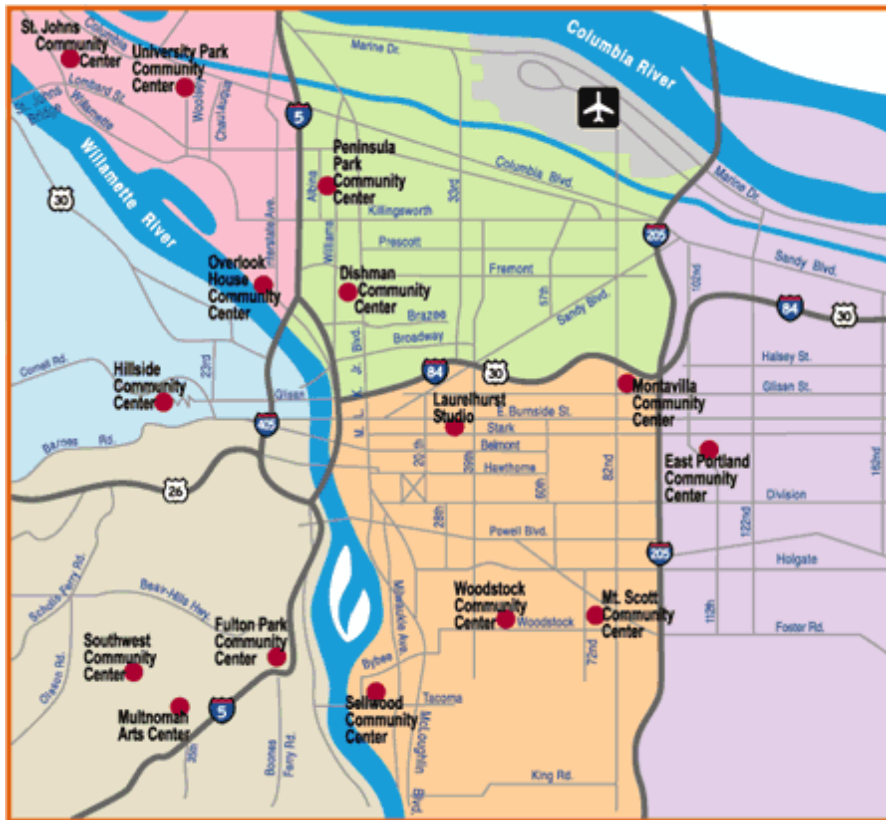 St. Johns
Community
Center
Columbia
University Park
Community
Center
Lombard St.
Willamette
St. Johns
Bridge
Woolsey
Chautauqua
Marine Dr.
Columbia River
5
Willamette River
30
Interstate Ave.
Peninsula
Park
Community
Center
Albina
Killingsworth
33rd
Columbia Blvd.
Marine Dr.
205
Prescott
Williams
Fremont
57th
Sandy Blvd.
102nd
Sandy Blvd.
84
30
Overlook
House
Community
Center
Dishman
Community
Center
Brazee
Broadway
M. L. K. Jr. Blvd.
84
30
Halsey St.
Glisan St.
Cornell Rd.
Hillside
Community
Center
23rd
Glisan
405
Barnes Rd.
26
Laurelhurst
Studio
E. Burnside St.
Stark
Belmont
Hawthorne
20th
39th
60th
82nd
28th
Montavilla
Community
Center
East Portland
Community
Center
162nd
Division
122nd
Powell Blvd.
205
Holgate
Scholls Ferry Rd.
Bevr-Hills Hwy.
Fulton Park
Community
Center
Milwaukie Ave.
Woodstock
Community
Center
Woodstock
Mt. Scott
Community
Center
72nd
112th
Foster Rd.
Southwest
Community
Center
Oleson Rd.
Multnomah
Arts Center
5
35th
Boones
Ferry Rd.
Bybee
Tacoma
Sellwood
Community
Center
McLoughlin Blvd.
King Rd.